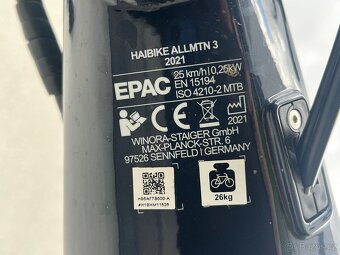 HAIBIKE ALLMTN 3
2021
EPAC
25 km/h | 0,25kW
EN 15194
ISO 4210-2 MTB
2021
WINORA-STAIGER GmbH
MAX-PLANCK-STR. 6
97526 SENNFELD | GERMANY
26kg